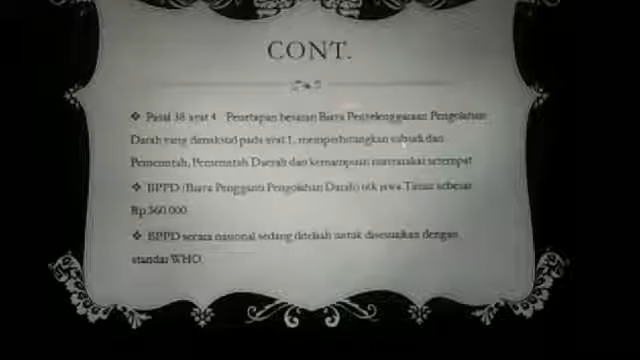 CONT.
❖ Pasal 38 ayat 4 Penetapan besaran Biaya Penyelenggaraan Pengolahan
Darah yang dimaksud pada ayat 1, memperhitungkan subsidi dari
Pemerintah, Pemerintah Daerah dan kemampuan masyarakat setempat
❖ BPPD (Biaya Pengganti Pengolahan Darah) utk jawa Timur sebesar
Rp.360.000
❖ BPPD secara nasional sedang ditelaah untuk disesuaikan dengan
standar WHO.